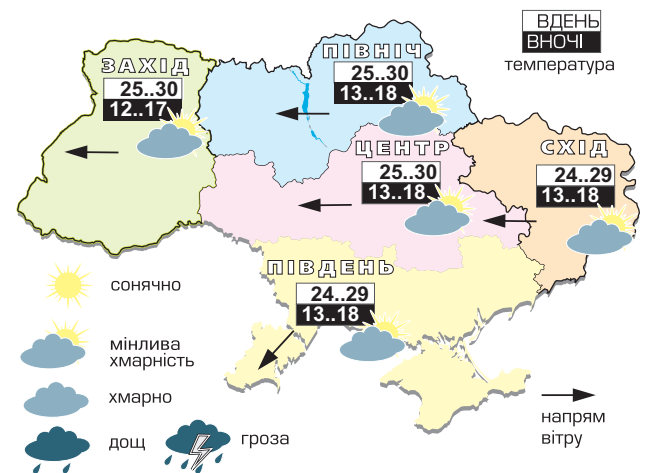 ВДЕНЬ
ВНОЧІ
температура
ЗАХІД
25..30
12..17
ПІВНІЧ
25..30
13..18
ЦЕНТР
25..30
13..18
СХІД
24..29
13..18
ПІВДЕНЬ
24..29
13..18
сонячно
мінлива
хмарність
хмарно
дощ
гроза
напрям
вітру